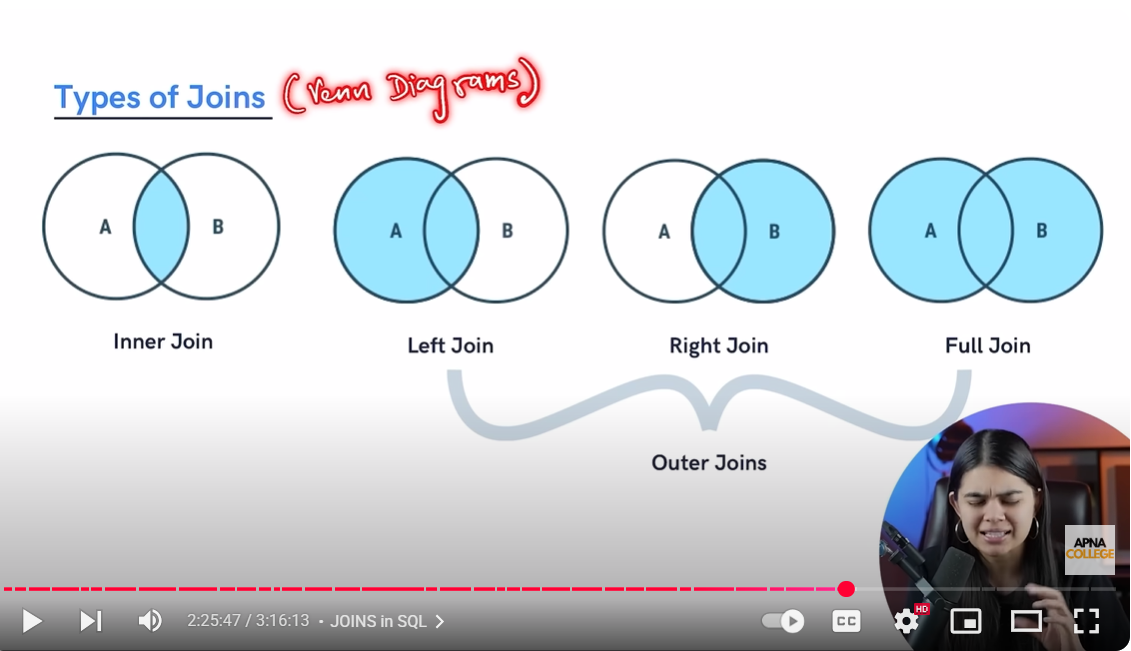 Types of Joins (Venn Diagrams)
A B A B A B A B
Inner Join Left Join Right Join Full Join
Outer Joins
APNA
COLLEGE
2:25:47 / 3:16:13 • JOINS in SQL >
CC HD